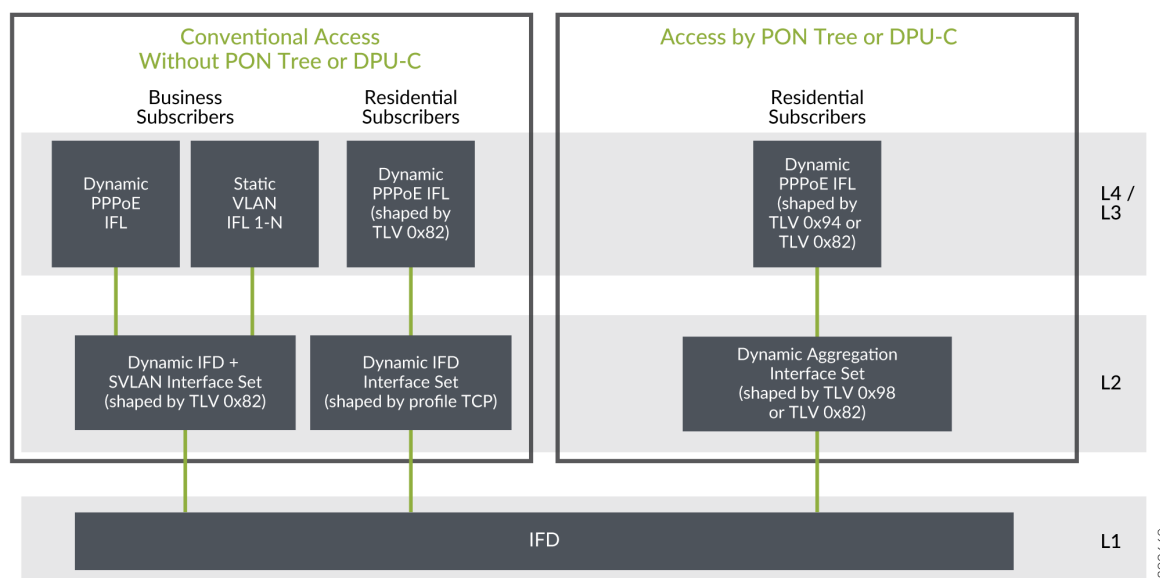 Conventional Access
Without PON Tree or DPU-C
Access by PON Tree or DPU-C
Business
Subscribers
Residential
Subscribers
Residential
Subscribers
Dynamic
PPPoE
IFL
Static
VLAN
IFL 1-N
Dynamic
PPPoE IFL
(shaped by
TLV 0x82)
Dynamic
PPPoE IFL
(shaped by
TLV 0x94 or
TLV 0x82)
L4 /
L3
Dynamic IFD +
SVLAN Interface Set
(shaped by TLV 0x82)
Dynamic IFD
Interface Set
(shaped by profile TCP)
Dynamic Aggregation
Interface Set
(shaped by TLV 0x98
or TLV 0x82)
L2
IFD
L1